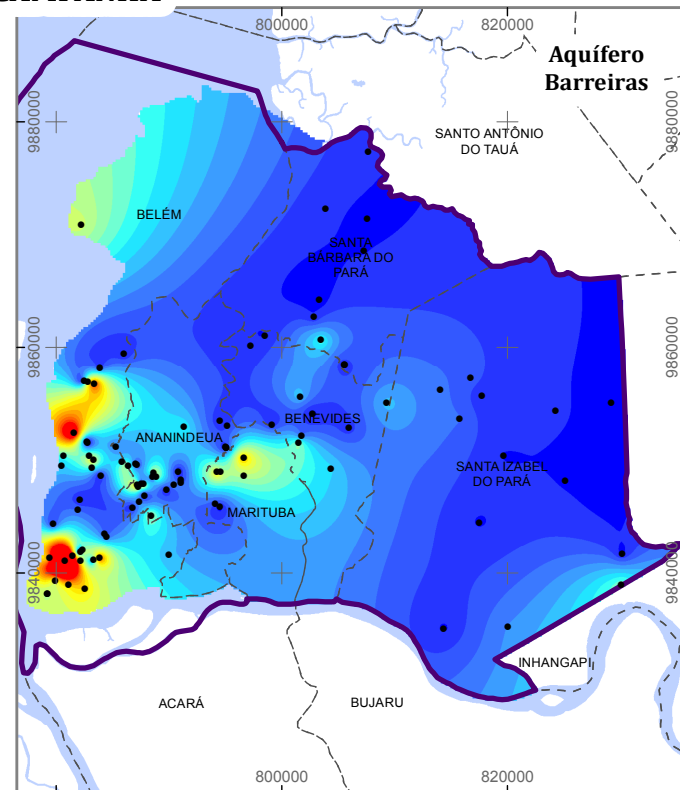 800000
820000
Aquífero
Barreiras
9880000
9880000
SANTO ANTÔNIO
DO TAUÁ
BELÉM
SANTA
BÁRBARA DO
PARÁ
9860000
9860000
BENEVIDES
ANANINDEUA
SANTA IZABEL
DO PARÁ
MARITUBA
9840000
9840000
INHANGAPI
ACARÁ
BUJARU
800000
820000